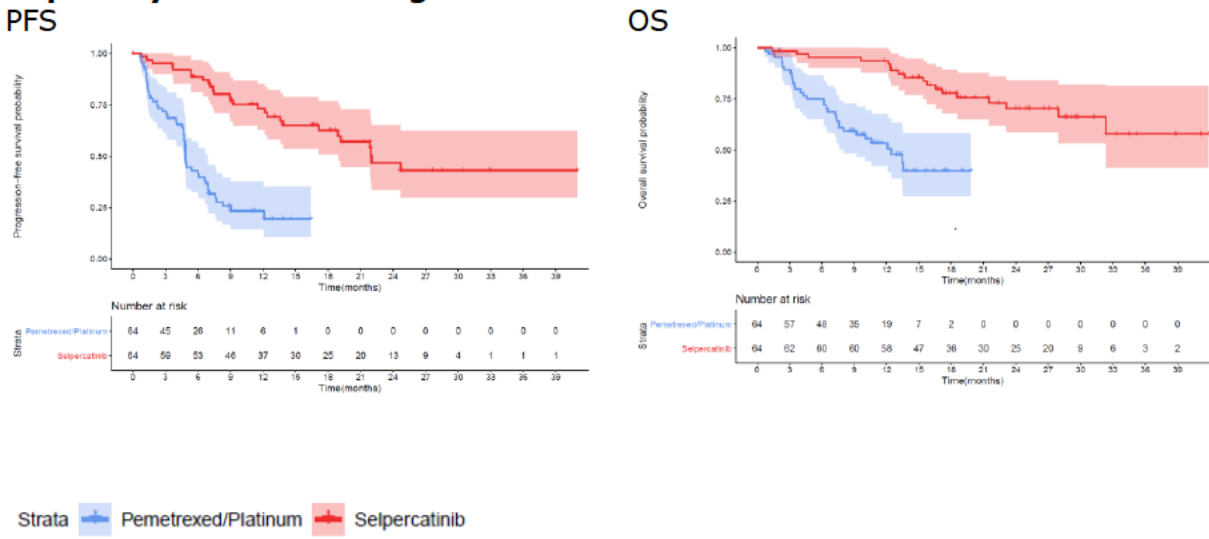 PFS
OS
Progression-free survival probability
1.00
0.75
0.50
0.25
0.00
0 3 6 9 12 15 18 21 24 27 30 33 36 39
Time(months)
Number at risk
Strata
Pemetrexed/Platinum 64 45 26 11 6 1 0 0 0 0 0 0 0 0
Selpercatinib 64 59 53 46 37 30 25 20 13 9 4 1 1 1
0 3 6 9 12 15 18 21 24 27 30 33 36 39
Time(months)
Overall survival probability
1.00
0.75
0.50
0.25
0.00
0 3 6 9 12 15 18 21 24 27 30 33 36 39
Time(months)
Number at risk
Strata
Pemetrexed/Platinum 64 57 48 35 19 7 2 0 0 0 0 0 0 0
Selpercatinib 64 62 60 60 58 47 36 30 25 20 9 6 3 2
0 3 6 9 12 15 18 21 24 27 30 33 36 39
Time(months)
Strata Pemetrexed/Platinum Selpercatinib